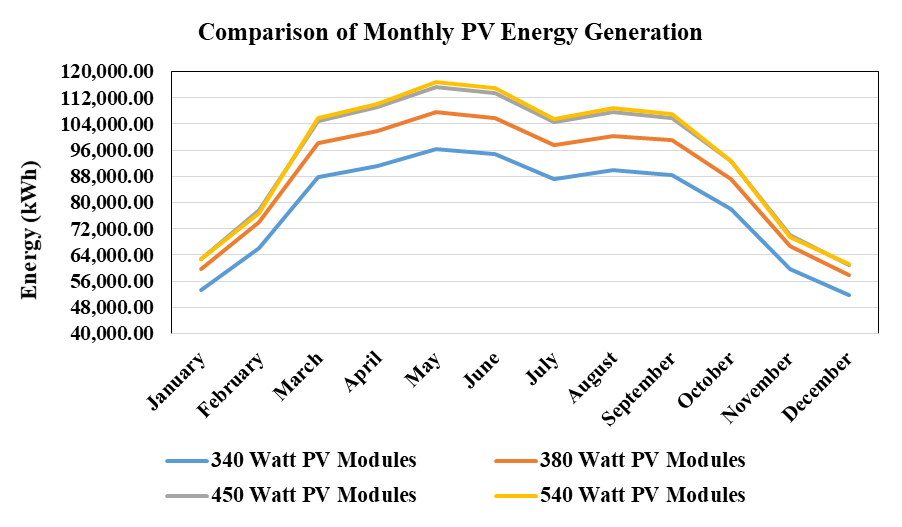 Comparison of Monthly PV Energy Generation
Energy (kWh)
120,000.00
112,000.00
104,000.00
96,000.00
88,000.00
80,000.00
72,000.00
64,000.00
56,000.00
48,000.00
40,000.00
January
February
March
April
May
June
July
August
September
October
November
December
340 Watt PV Modules
380 Watt PV Modules
450 Watt PV Modules
540 Watt PV Modules